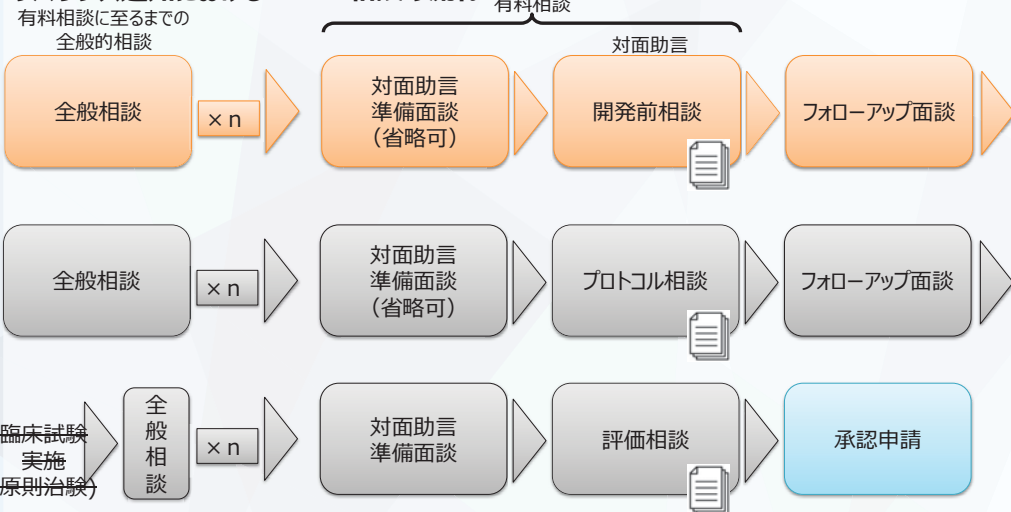 有料相談に至るまでの
全般的相談
有料相談
対面助言
全般相談
×n
対面助言
準備面談
(省略可)
開発前相談
フォローアップ面談
全般相談
×n
対面助言
準備面談
(省略可)
プロトコル相談
フォローアップ面談
臨床試験
実施
原則治験)
全般相談
×n
対面助言
準備面談
評価相談
承認申請